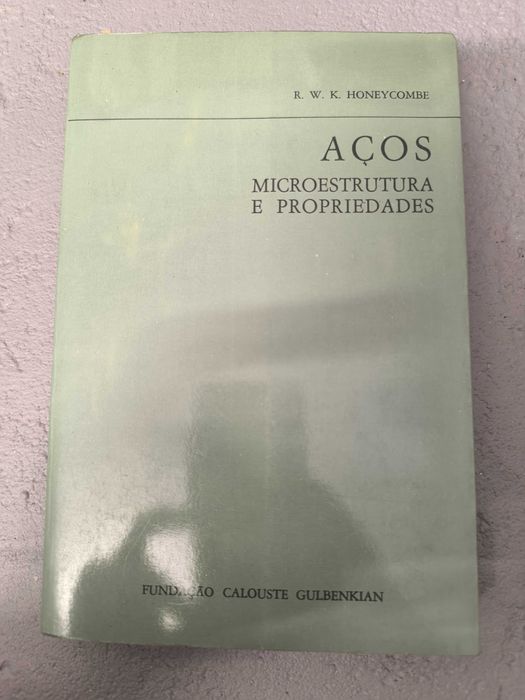 R. W. K. HONEYCOMBE
AÇOS
MICROESTRUTURA
E PROPRIEDADES
FUNDAÇÃO CALOUSTE GULBENKIAN